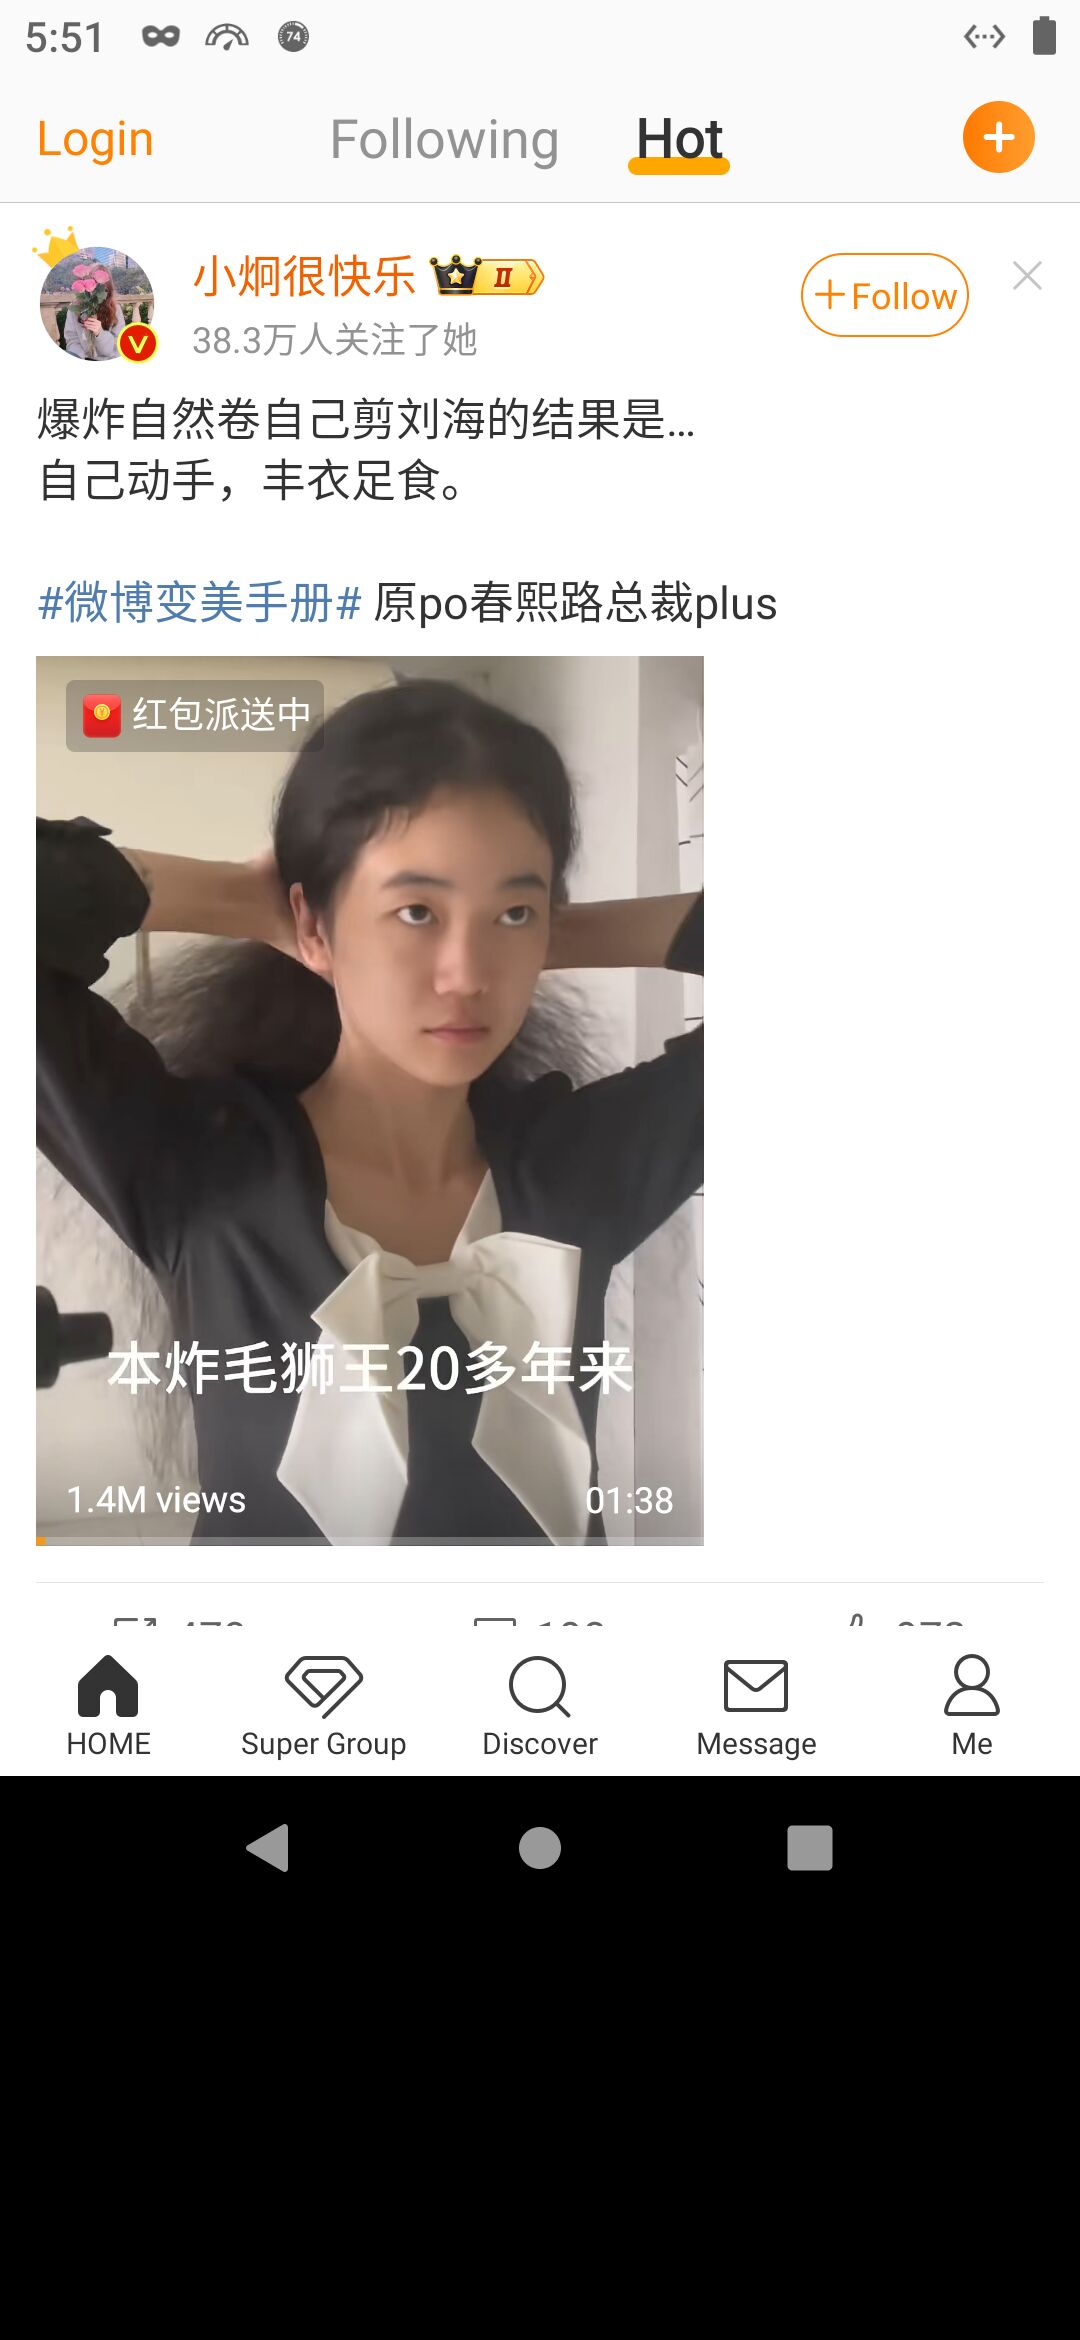 5:51
74
Login
Following
Hot
小炯很快乐
II
Follow
38.3万人关注了她
V
爆炸自然卷自己剪刘海的结果是...
自己动手，丰衣足食。
#微博变美手册# 原po春熙路总裁plus
红包派送中
本炸毛狮王20多年来
1.4M views
01:38
HOME
Super Group
Discover
Message
Me